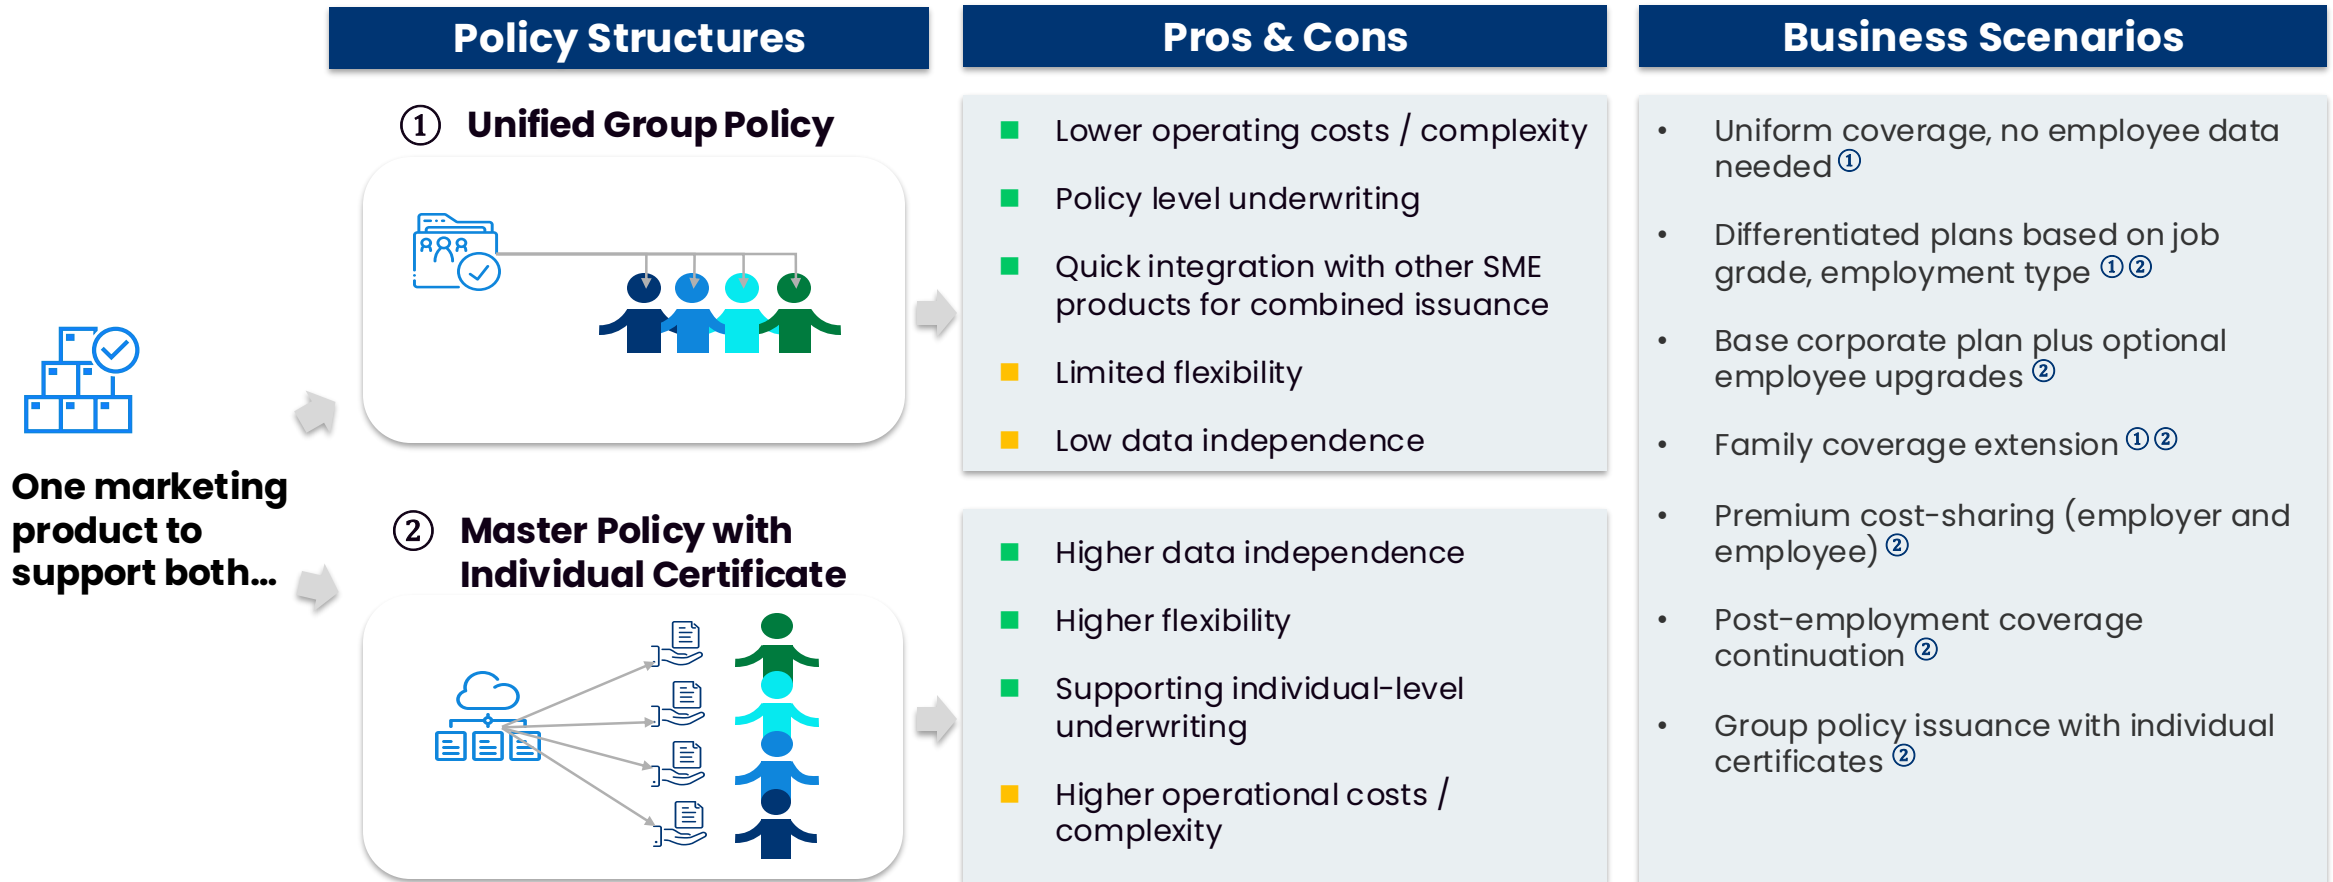 Policy Structures
Pros & Cons
Business Scenarios
One marketing
product to
support both...
① Unified Group Policy
Lower operating costs / complexity
Policy level underwriting
Quick integration with other SME
products for combined issuance
Limited flexibility
Low data independence
② Master Policy with
Individual Certificate
Higher data independence
Higher flexibility
Supporting individual-level
underwriting
Higher operational costs /
complexity
• Uniform coverage, no employee data
needed ①
• Differentiated plans based on job
grade, employment type ① ②
• Base corporate plan plus optional
employee upgrades ②
• Family coverage extension ① ②
• Premium cost-sharing (employer and
employee) ②
• Post-employment coverage
continuation ②
• Group policy issuance with individual
certificates ②